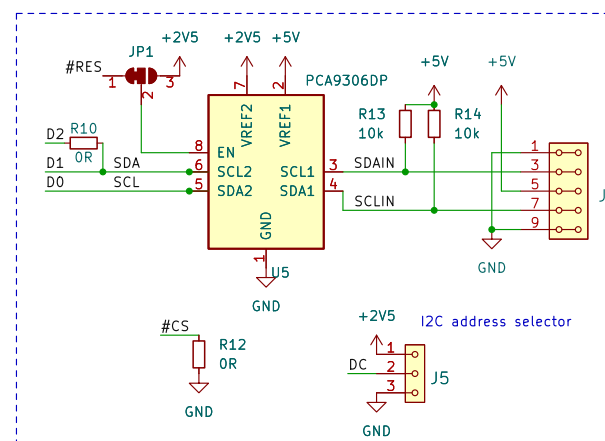 JP1
+2V5
+2V5
+5V
#RES
1
2
3
7
2
PCA9306DP
+5V
+5V
VREF2
VREF1
R13
10k
R14
10k
D2
R10
0R
8
EN
D1
SDA
6
SCL2
SCL1
3
SDAIN
D0
SCL
5
SDA2
SDA1
4
SCLIN
1
3
5
7
9
J
GND
1
U5
GND
GND
#CS
R12
0R
GND
+2V5
I2C address selector
1
DC
2
3
J5
GND